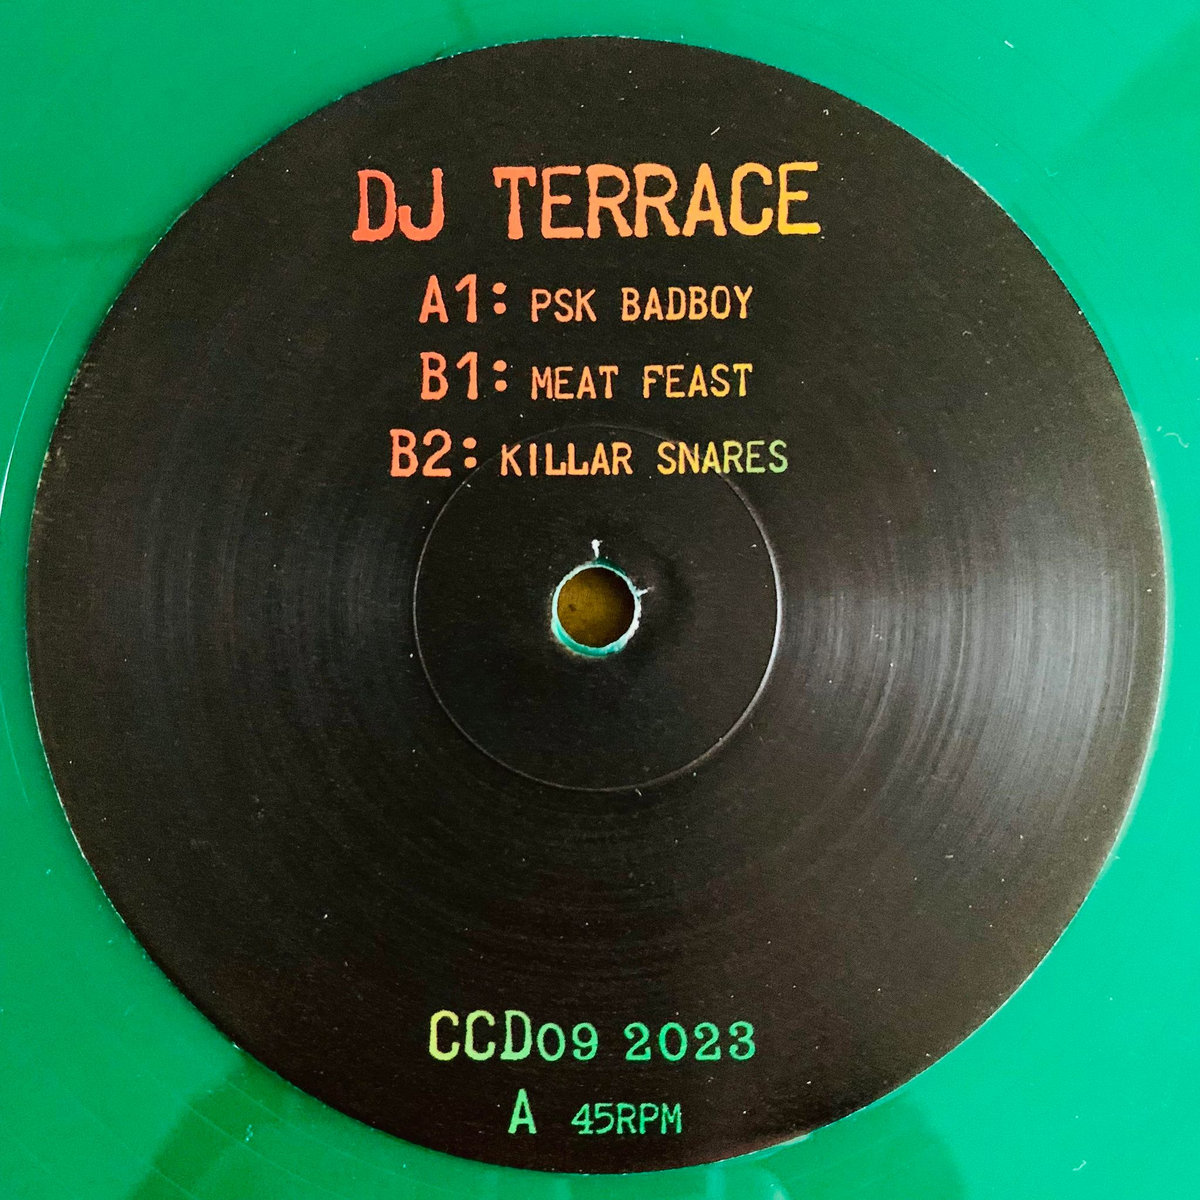 DJ TERRACE
A1: PSK BADBOY
B1: MEAT FEAST
B2: KILLAR SNARES
CCD09 2023
A 45RPM